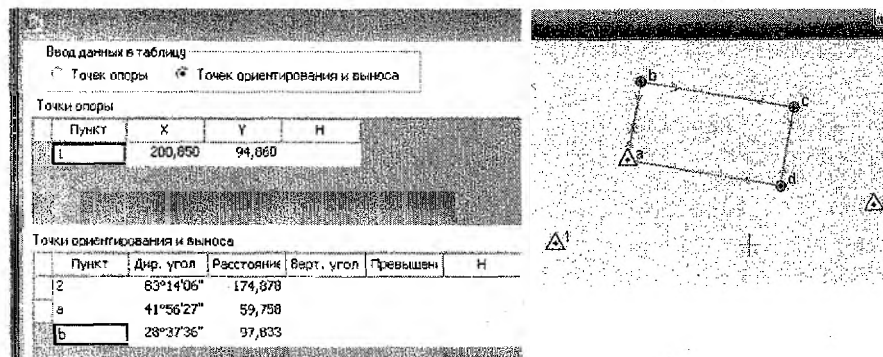 Ввод данных в таблицу
Точек опоры Точек ориентирования и выноса
Точки опоры
Пункт X Y H
1 200,850 94,860
Точки ориентирования и выноса
Пункт Дир. угол Расстояние Верт. угол Превышени H
2 83°14'06" 174,878
a 41°56'27" 59,758
b 28°37'36" 97,833
b
c
a
d
1